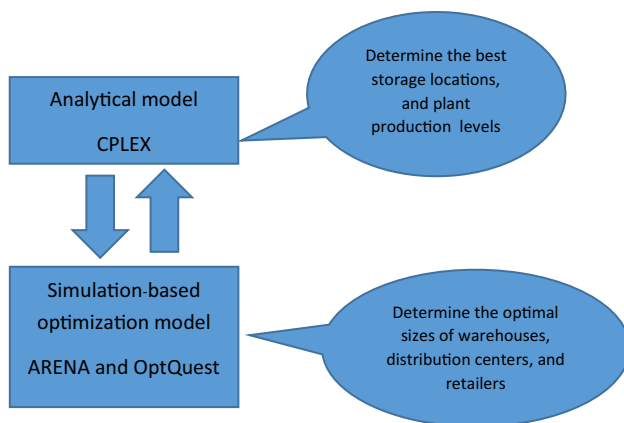 Analytical model
CPLEX
Determine the best
storage locations,
and plant
production levels
Simulation-based
optimization model
ARENA and OptQuest
Determine the optimal
sizes of warehouses,
distribution centers, and
retailers